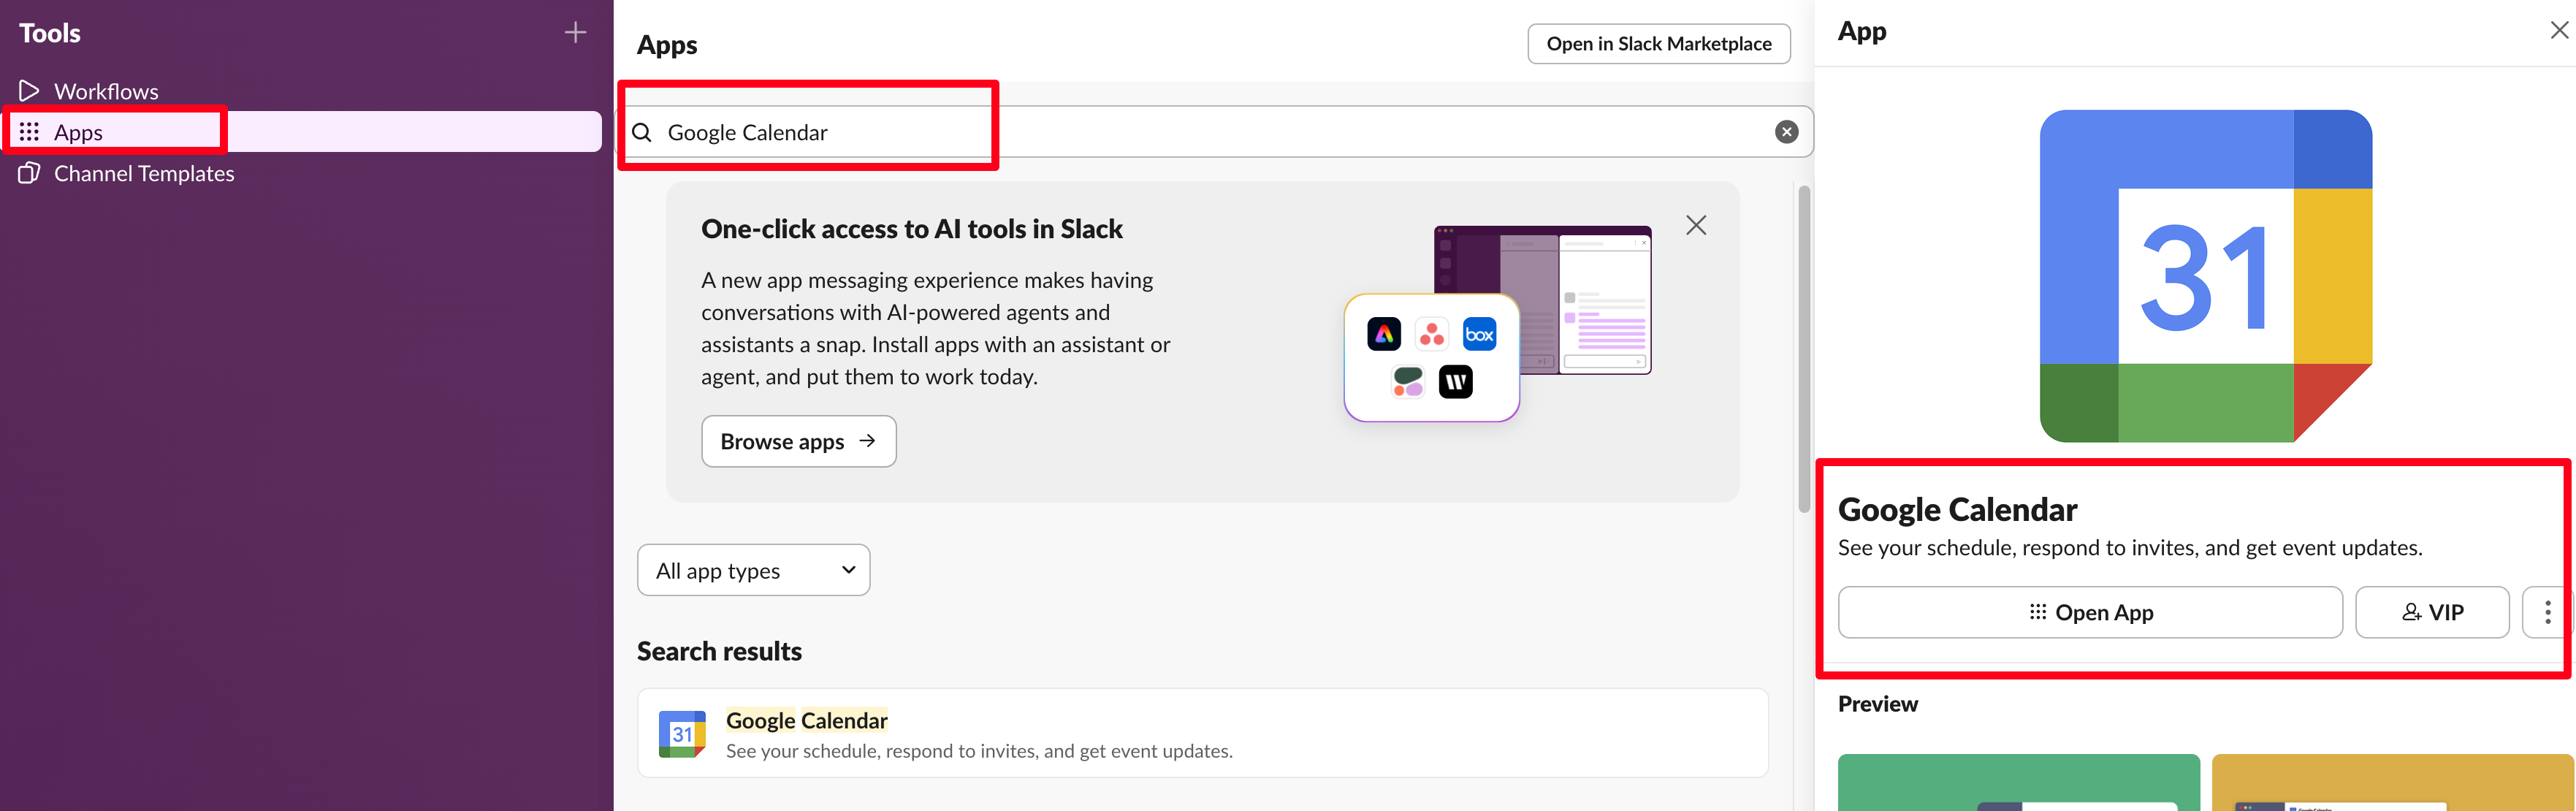 Tools
Workflows
Apps
Channel Templates
Apps
Open in Slack Marketplace
Google Calendar
One-click access to AI tools in Slack
A new app messaging experience makes having
conversations with AI-powered agents and
assistants a snap. Install apps with an assistant or
agent, and put them to work today.
box
Browse apps
All app types
Search results
31
Google Calendar
See your schedule, respond to invites, and get event updates.
App
31
Google Calendar
See your schedule, respond to invites, and get event updates.
Open App
VIP
Preview